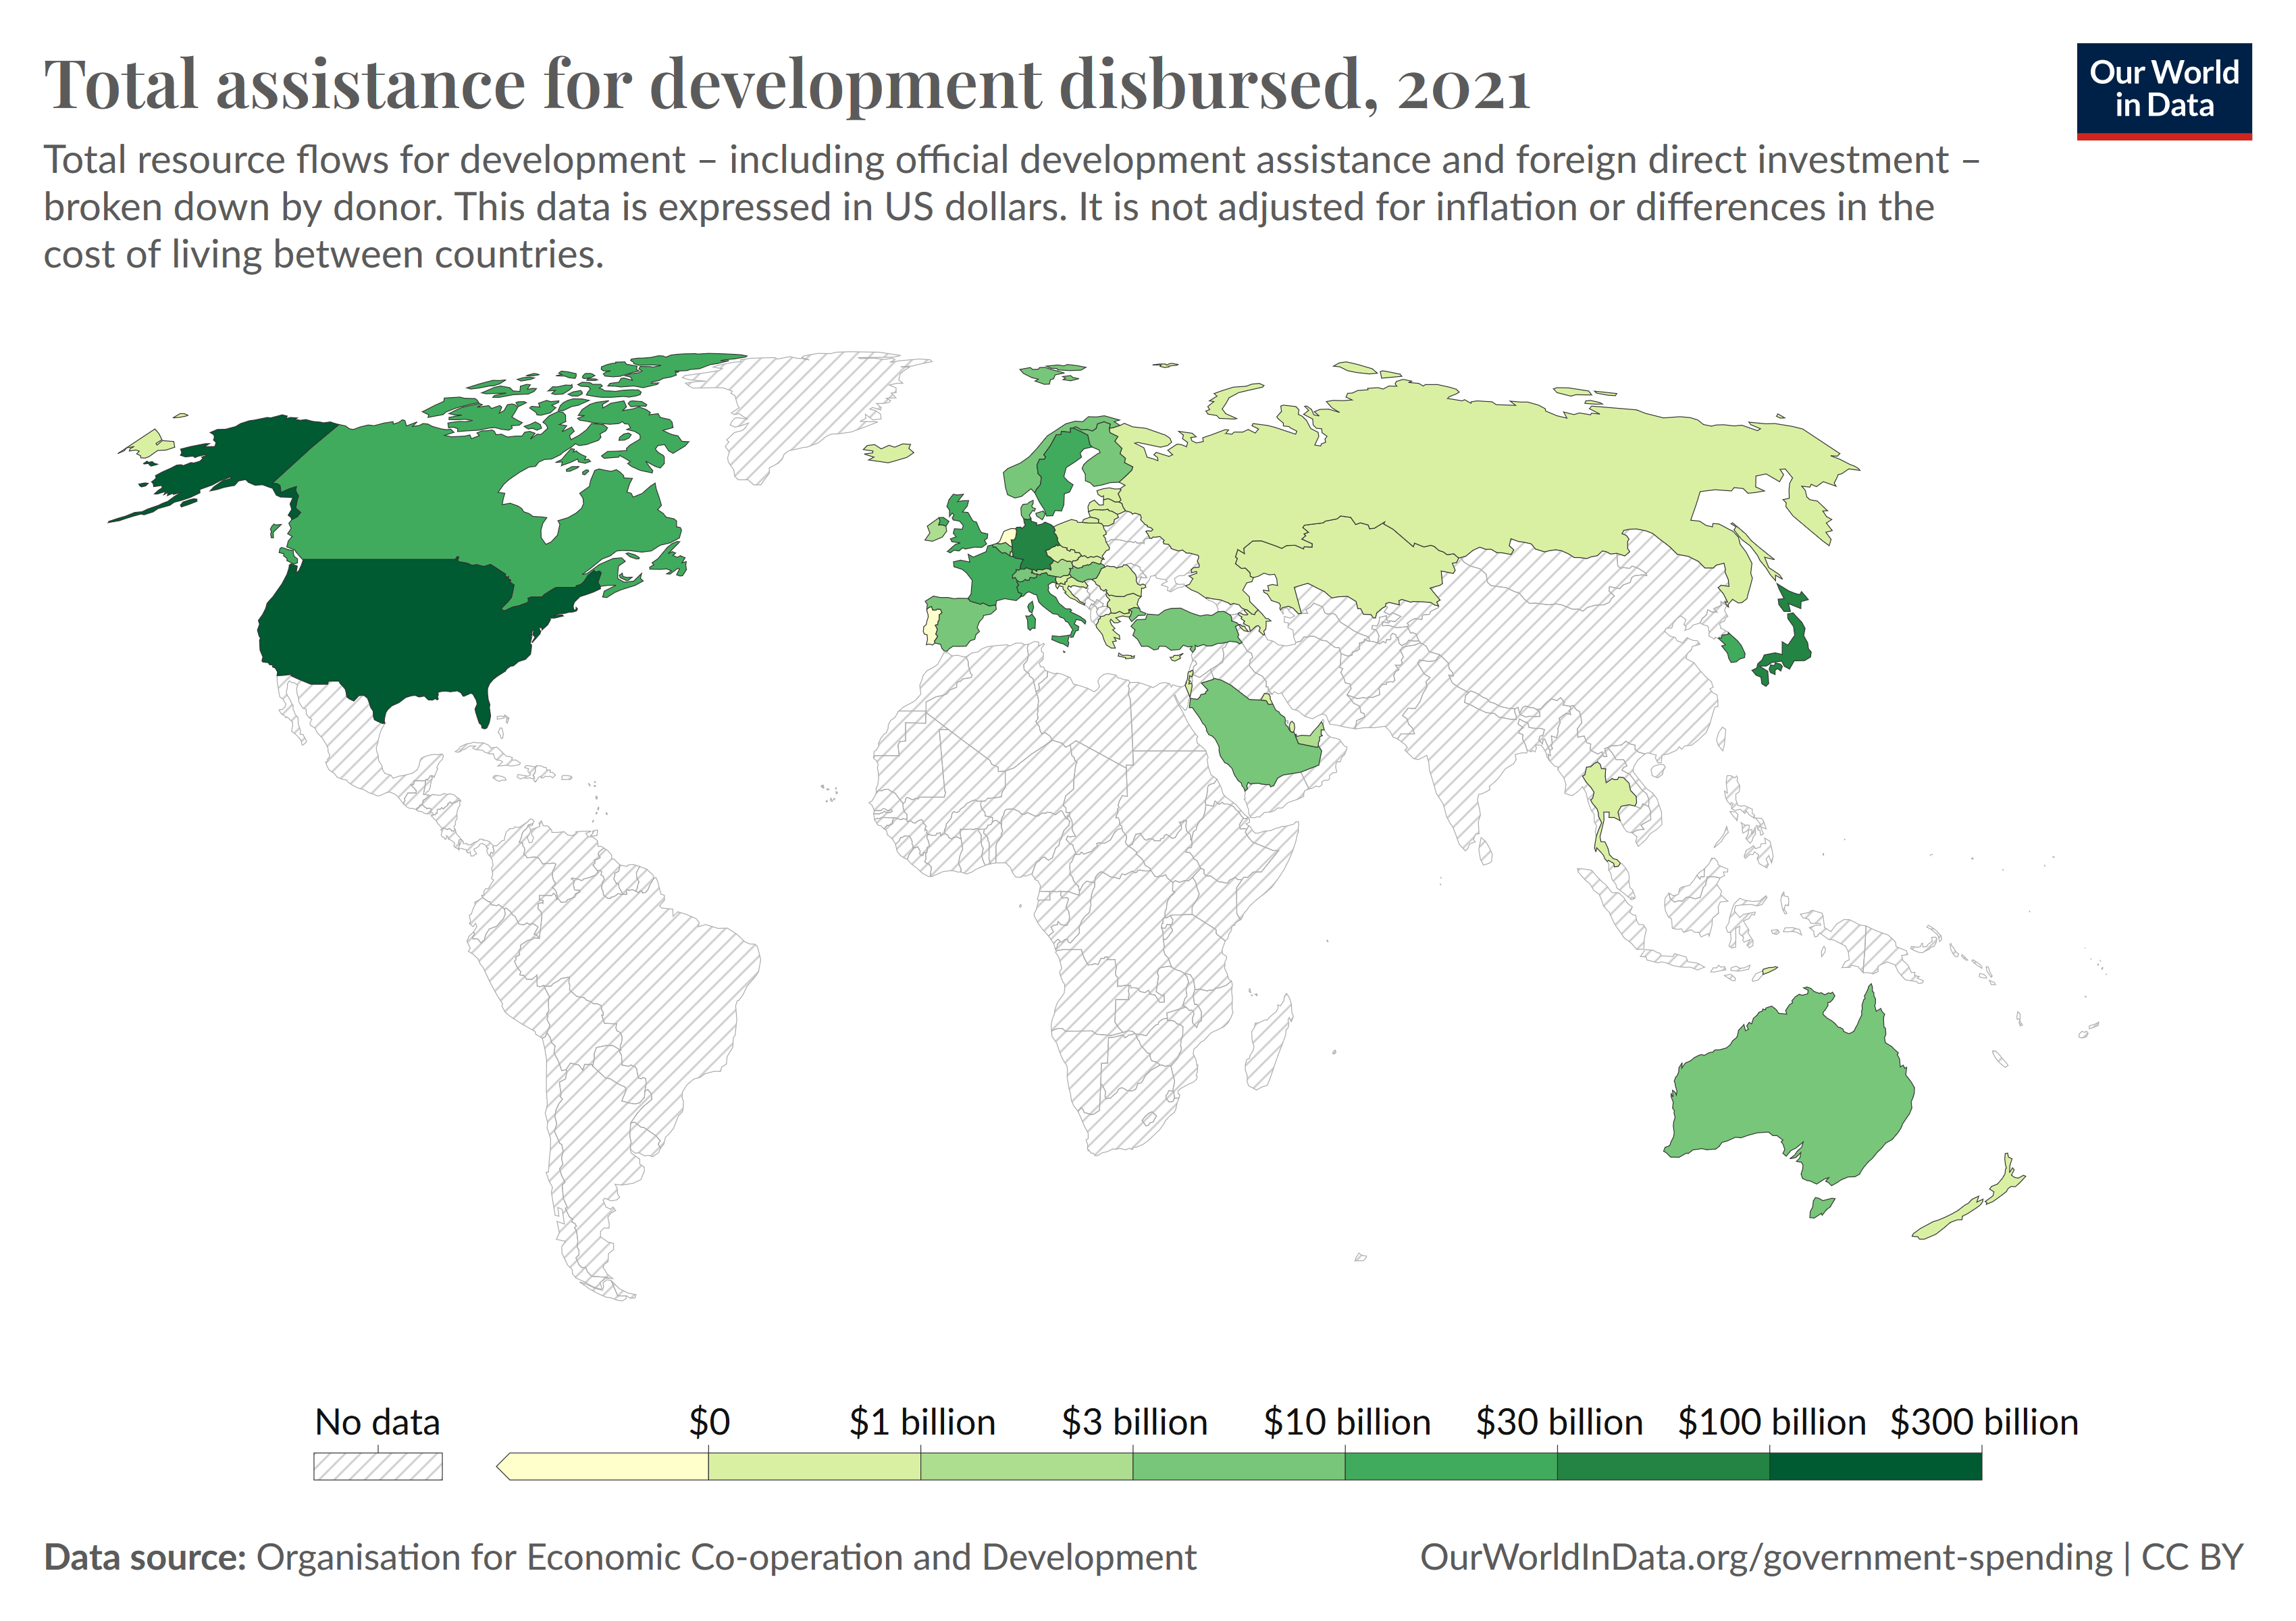 Total assistance for development disbursed, 2021
Our World
in Data
Total resource flows for development – including official development assistance and foreign direct investment –
broken down by donor. This data is expressed in US dollars. It is not adjusted for inflation or differences in the
cost of living between countries.
No data
$0
$1 billion
$3 billion
$10 billion
$30 billion
$100 billion
$300 billion
Data source: Organisation for Economic Co-operation and Development
OurWorldInData.org/government-spending | CC BY